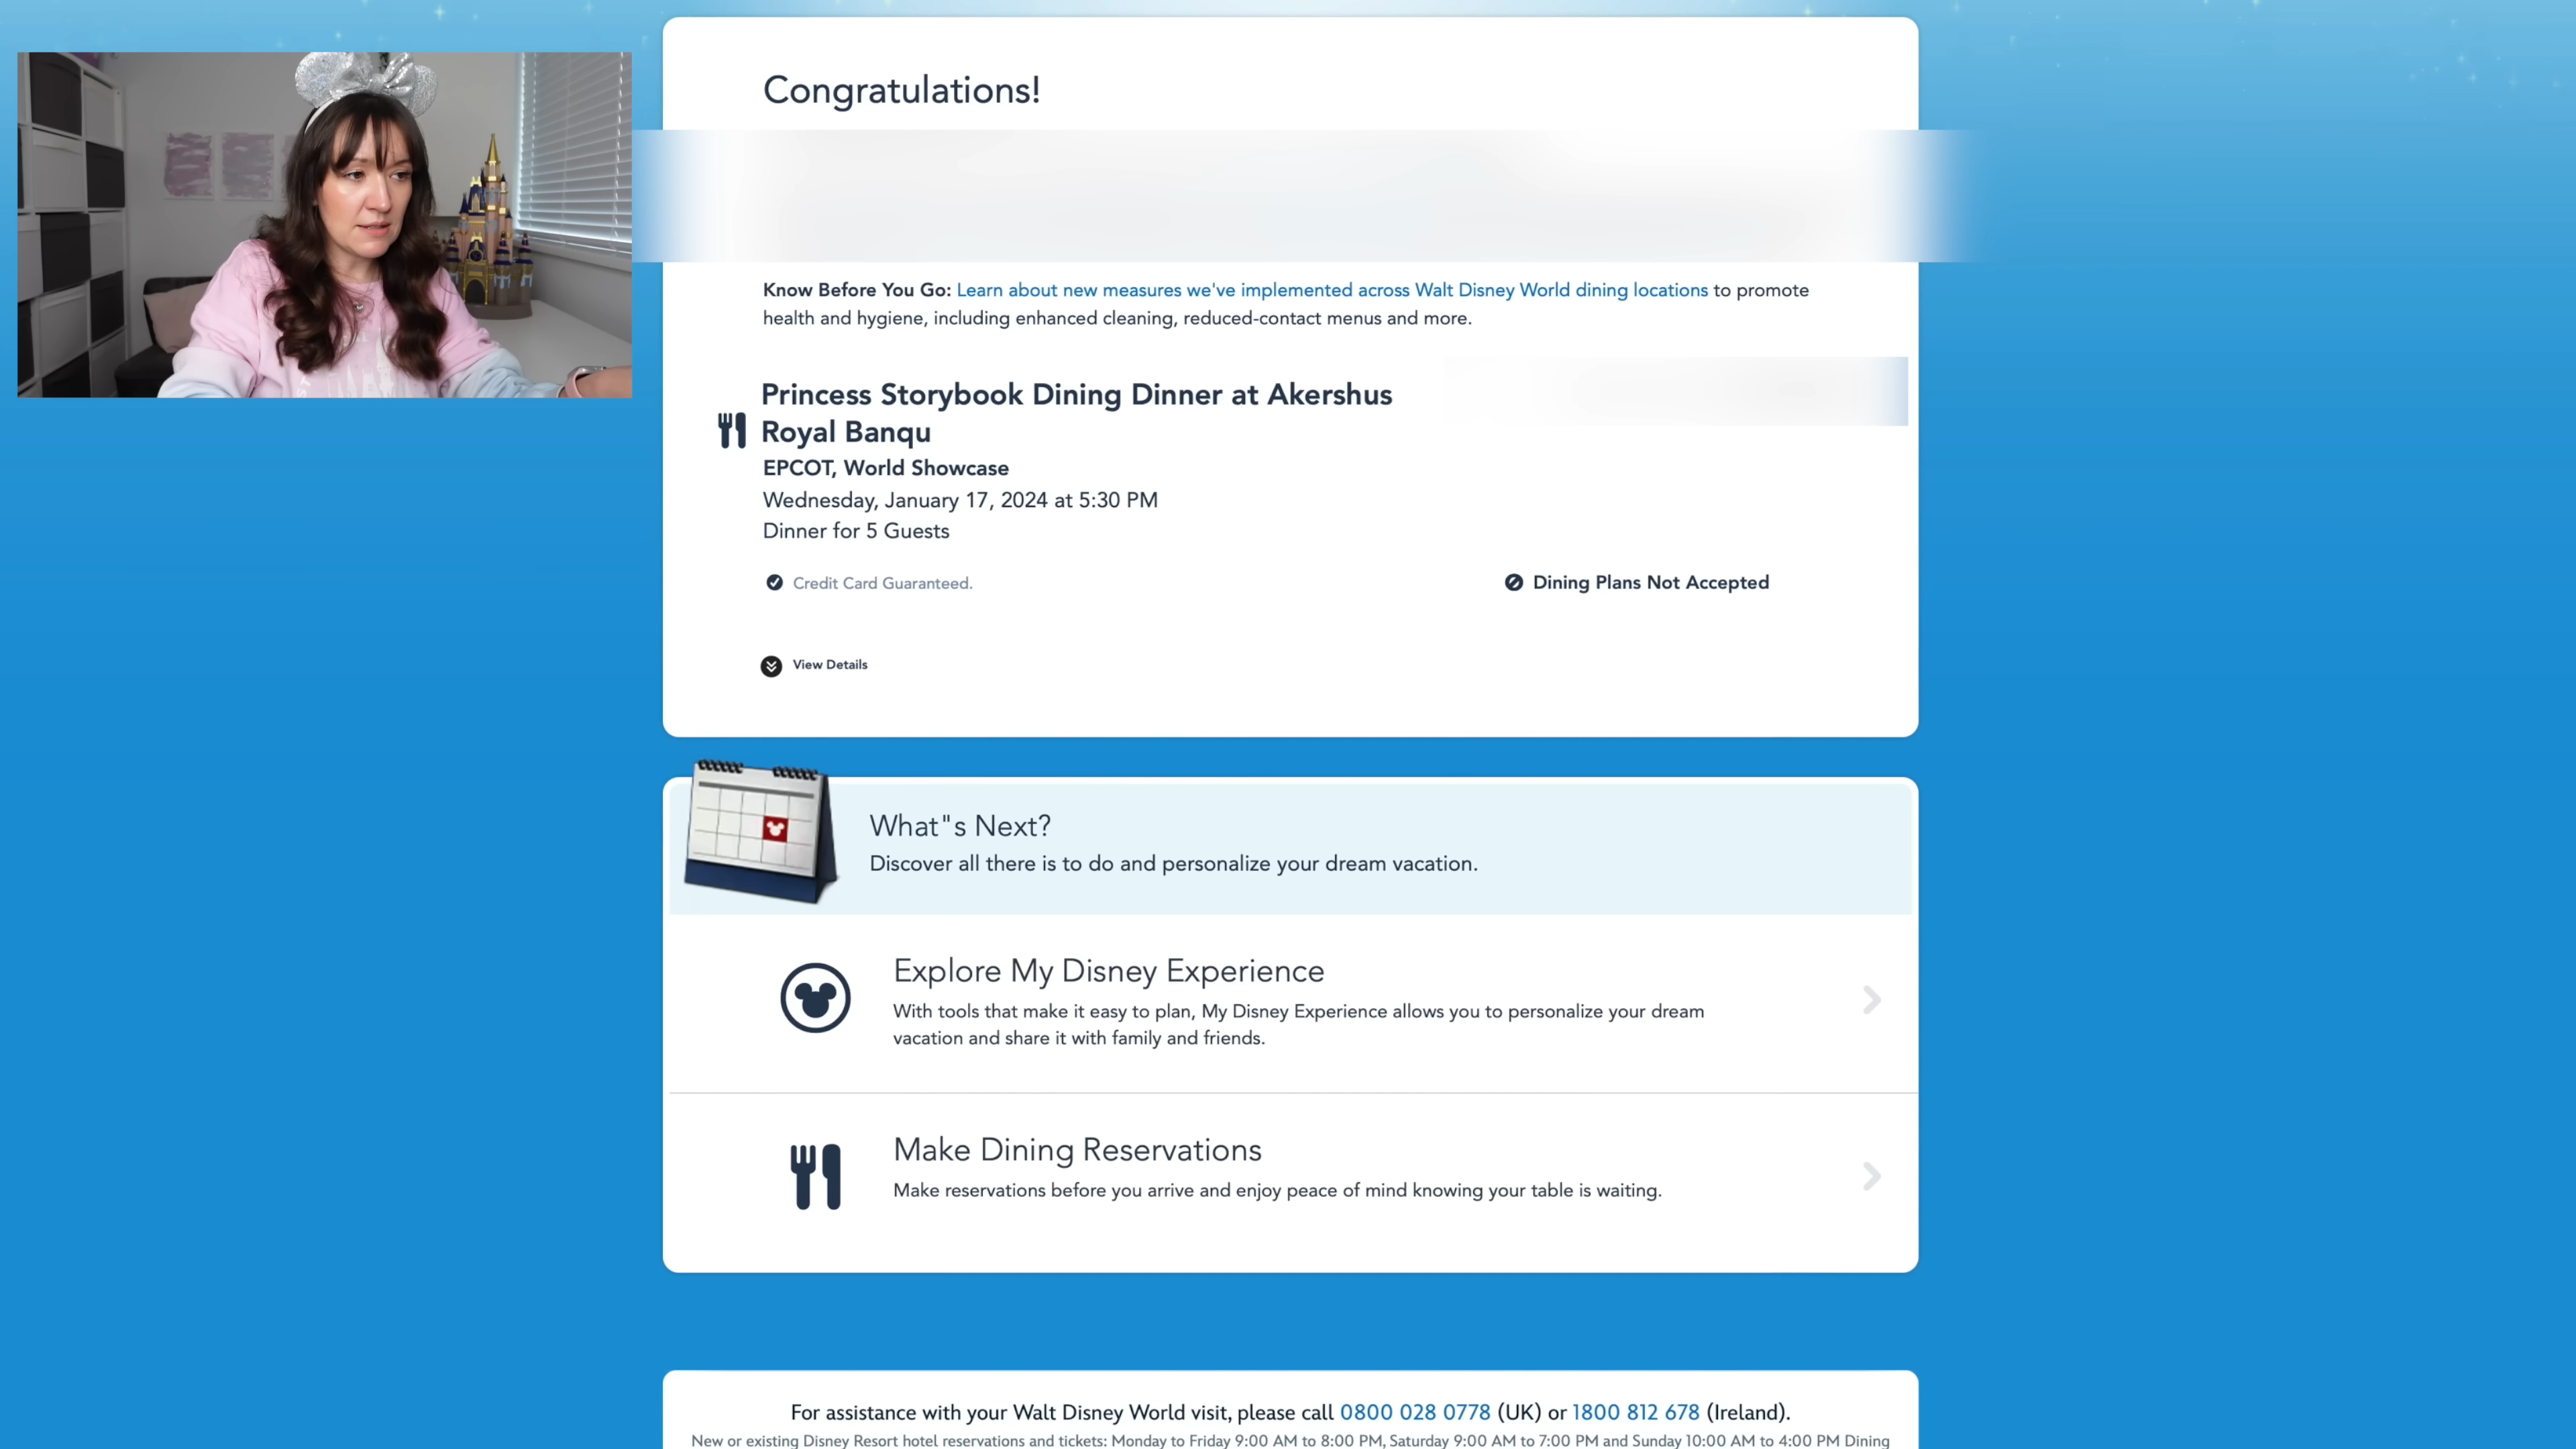 Congratulations!
Know Before You Go: Learn about new measures we've implemented across Walt Disney World dining locations to promote
health and hygiene, including enhanced cleaning, reduced-contact menus and more.
Princess Storybook Dining Dinner at Akershus
Royal Banqu
EPCOT, World Showcase
Wednesday, January 17, 2024 at 5:30 PM
Dinner for 5 Guests
Credit Card Guaranteed.
Dining Plans Not Accepted
View Details
What"s Next?
Discover all there is to do and personalize your dream vacation.
Explore My Disney Experience
With tools that make it easy to plan, My Disney Experience allows you to personalize your dream
vacation and share it with family and friends.
Make Dining Reservations
Make reservations before you arrive and enjoy peace of mind knowing your table is waiting.
For assistance with your Walt Disney World visit, please call 0800 028 0778 (UK) or 1800 812 678 (Ireland).
New or existing Disney Resort hotel reservations and tickets: Monday to Friday 9:00 AM to 8:00 PM, Saturday 9:00 AM to 7:00 PM and Sunday 10:00 AM to 4:00 PM Dining